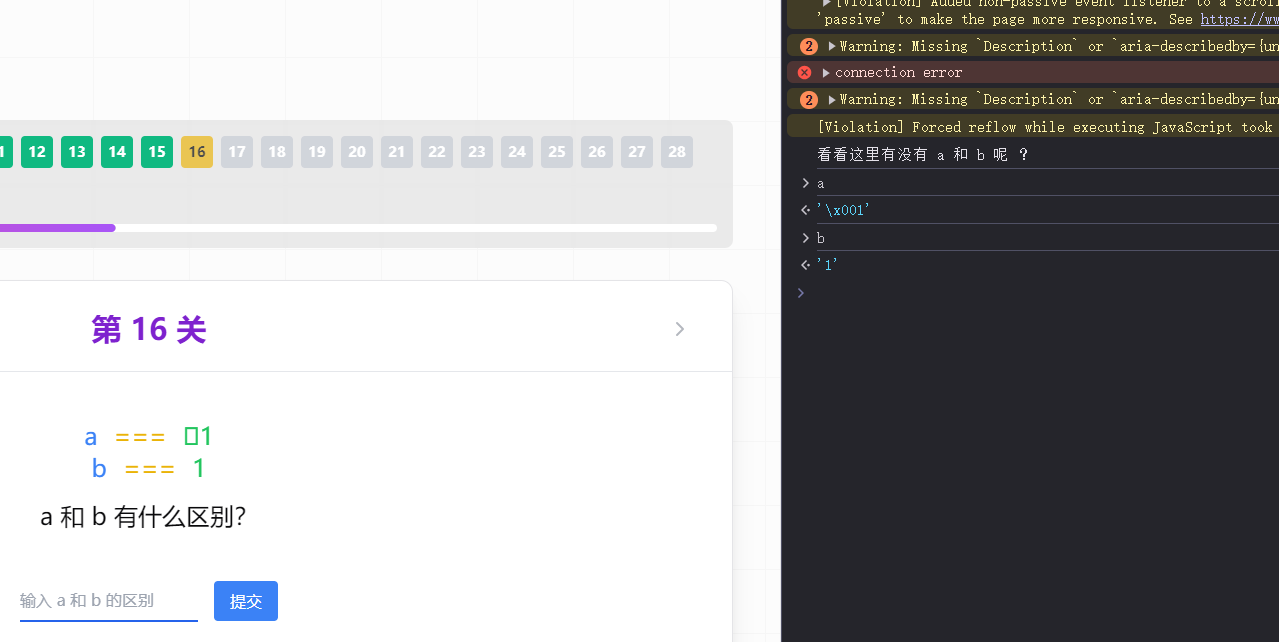 1 12 13 14 15 16 17 18 19 20 21 22 23 24 25 26 27 28
第 16 关
a === 1
b === 1
a 和 b 有什么区别？
输入 a 和 b 的区别
提交
[Violation] Added non-passive event listener to a scroll
'passive' to make the page more responsive. See https://ww
2 Warning: Missing `Description` or `aria-describedby={un
connection error
2 Warning: Missing `Description` or `aria-describedby={un
[Violation] Forced reflow while executing JavaScript took
看看这里有没有 a 和 b 呢 ？
a
'\x001'
b
'1'